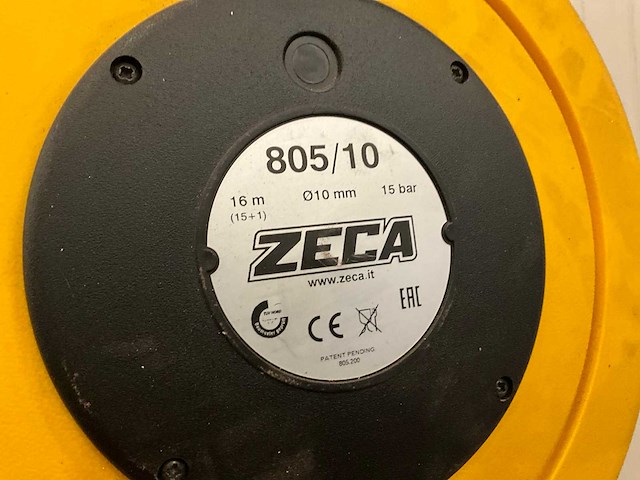 805/10
16 m Ø10 mm 15 bar
(15+1)
ZECA
www.zeca.it
EAC
CE
PATENT PENDING
805.200